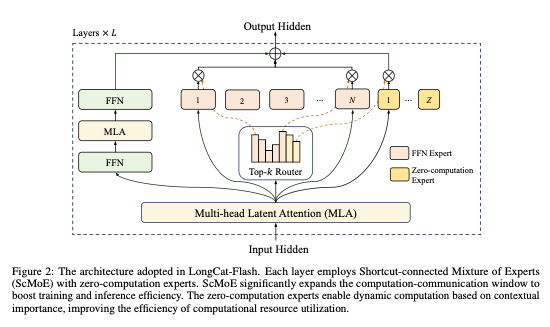 Output Hidden
Layers × L
FFN
1
2
3
...
N
1
...
Z
MLA
FFN
Top-k Router
FFN Expert
Zero-computation
Expert
Multi-head Latent Attention (MLA)
Input Hidden
Figure 2: The architecture adopted in LongCat-Flash. Each layer employs Shortcut-connected Mixture of Experts
(ScMoE) with zero-computation experts. ScMoE significantly expands the computation-communication window to
boost training and inference efficiency. The zero-computation experts enable dynamic computation based on contextual
importance, improving the efficiency of computational resource utilization.